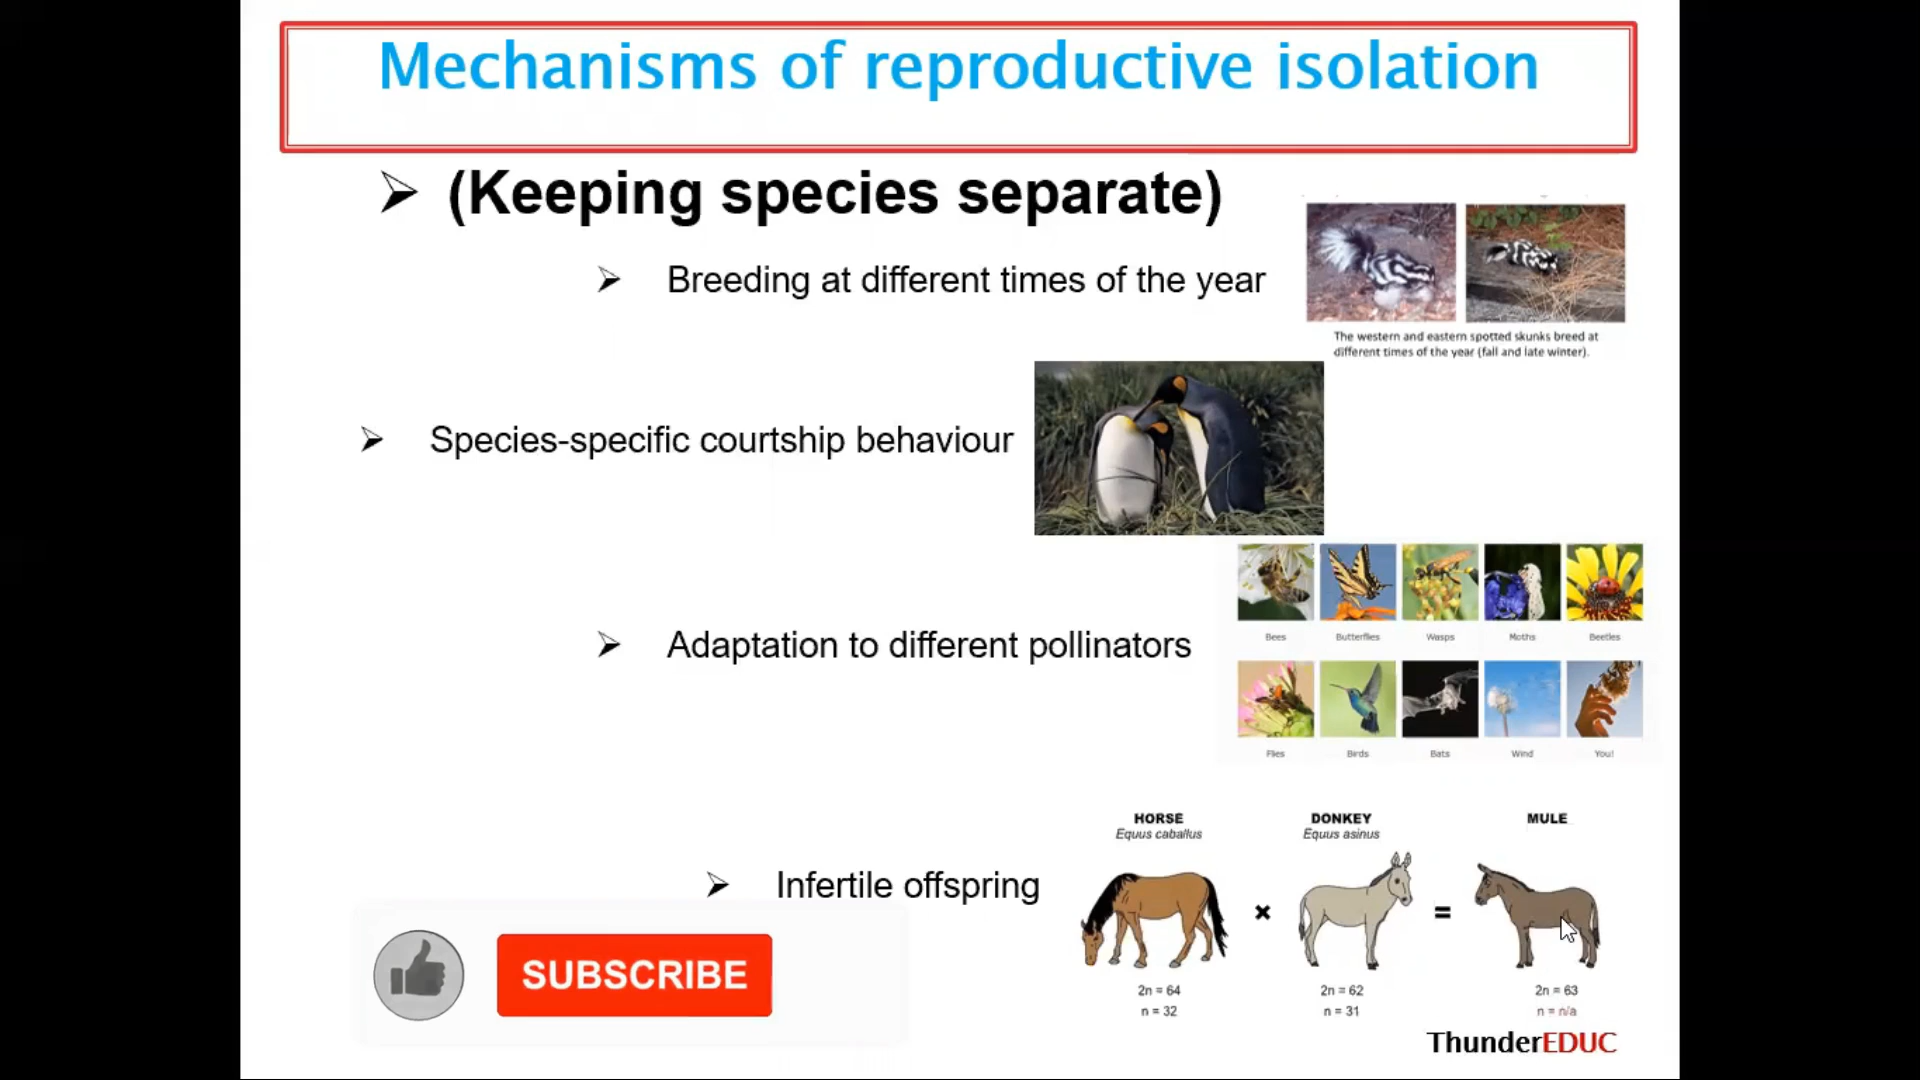 Mechanisms of reproductive isolation
(Keeping species separate)
Breeding at different times of the year
The western and eastern spotted skunks breed at
different times of the year (fall and late winter).
Species-specific courtship behaviour
Adaptation to different pollinators
Bees Butterflies Wasps Moths Beetles
Flies Birds Bats Wind You!
Infertile offspring
HORSE DONKEY MULE
Equus caballus Equus asinus
× =
2n = 64 2n = 62 2n = 63
n = 32 n = 31 n = n/a
SUBSCRIBE
ThunderEDUC